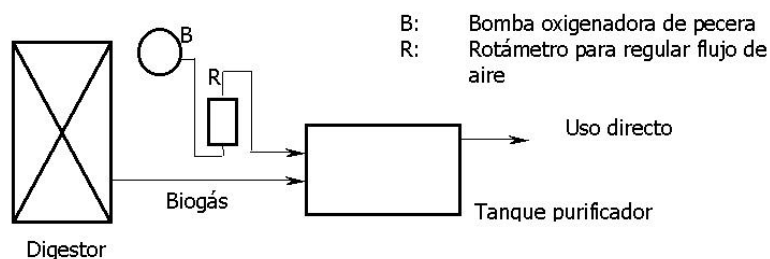 B: Bomba oxigenadora de pecera
R: Rotámetro para regular flujo de
aire
B
R
Uso directo
Biogás
Tanque purificador
Digestor